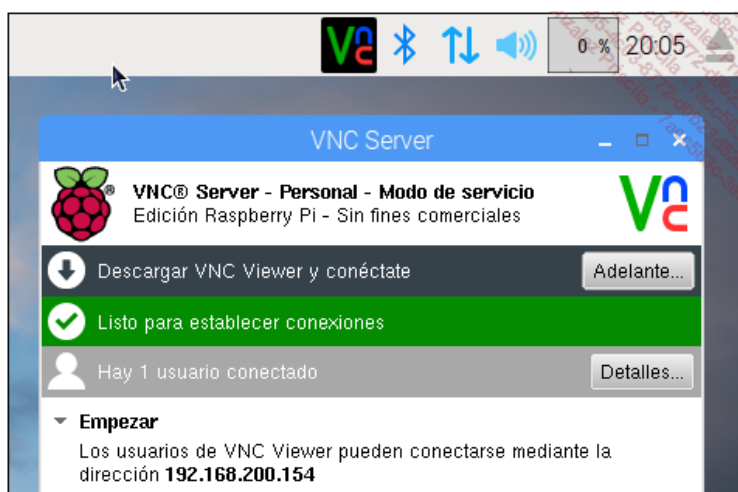 0 % 20:05
VNC Server
VNC® Server - Personal - Modo de servicio
Edición Raspberry Pi - Sin fines comerciales
Descargar VNC Viewer y conéctate
Adelante...
Listo para establecer conexiones
Hay 1 usuario conectado
Detalles...
Empezar
Los usuarios de VNC Viewer pueden conectarse mediante la
dirección 192.168.200.154